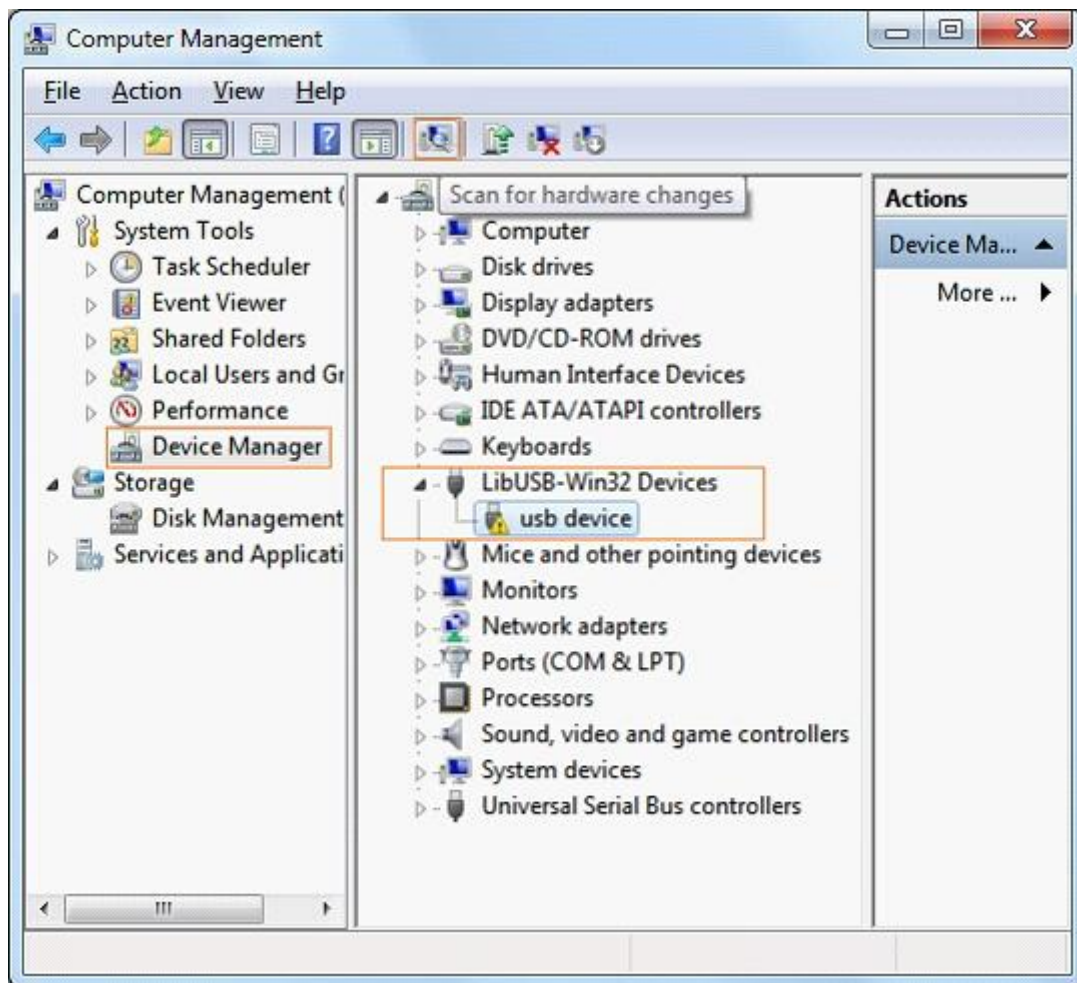 Computer Management
File Action View Help
Computer Management (
System Tools
Task Scheduler
Event Viewer
Shared Folders
Local Users and Gr
Performance
Device Manager
Storage
Disk Management
Services and Applicati
Scan for hardware changes
Computer
Disk drives
Display adapters
DVD/CD-ROM drives
Human Interface Devices
IDE ATA/ATAPI controllers
Keyboards
LibUSB-Win32 Devices
usb device
Mice and other pointing devices
Monitors
Network adapters
Ports (COM & LPT)
Processors
Sound, video and game controllers
System devices
Universal Serial Bus controllers
Actions
Device Ma...
More ...